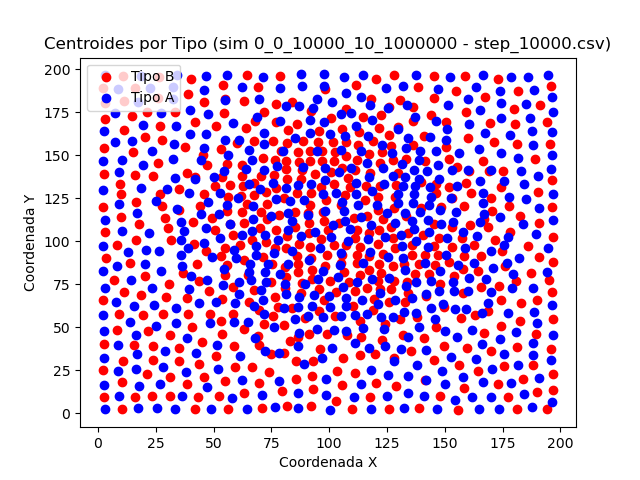 Centroides por Tipo (sim 0_0_10000_10_1000000 - step_10000.csv)
Tipo B
Tipo A
200
175
150
125
100
75
50
25
0
Coordenada Y
0 25 50 75 100 125 150 175 200
Coordenada X